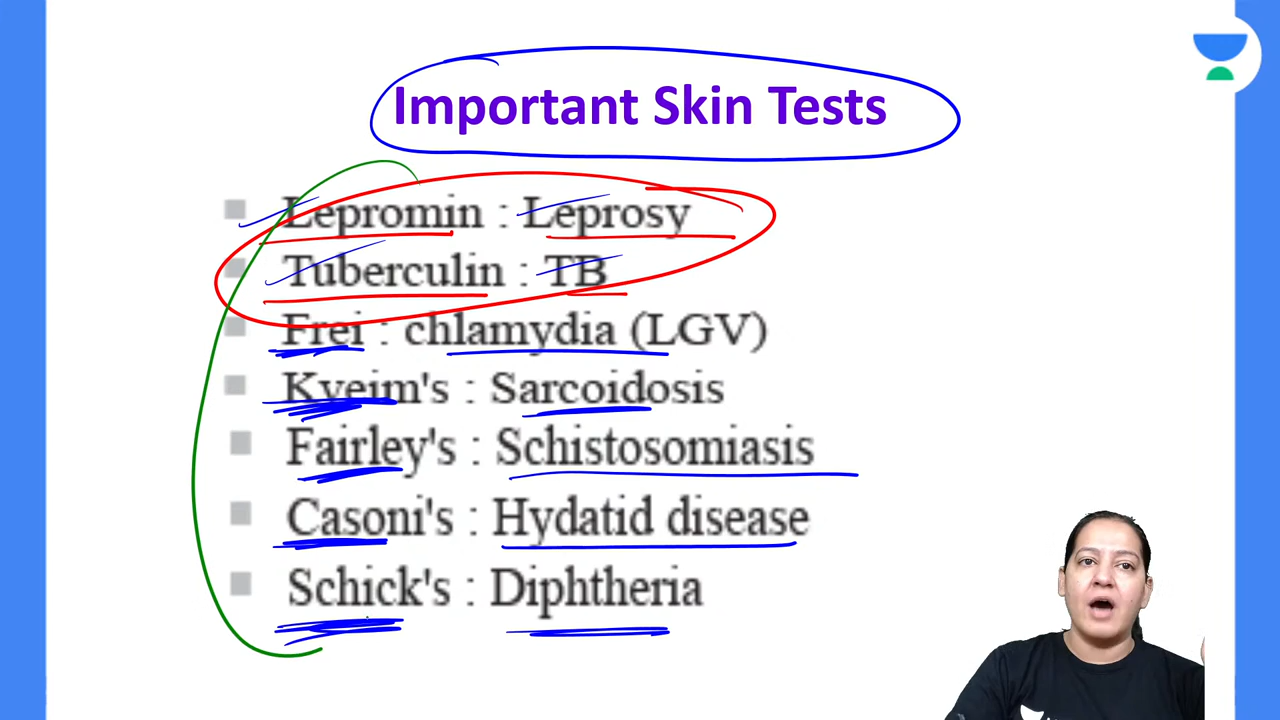 Important Skin Tests
Lepromin : Leprosy
Tuberculin : TB
Frei : chlamydia (LGV)
Kveim's : Sarcoidosis
Fairley's : Schistosomiasis
Casoni's : Hydatid disease
Schick's : Diphtheria